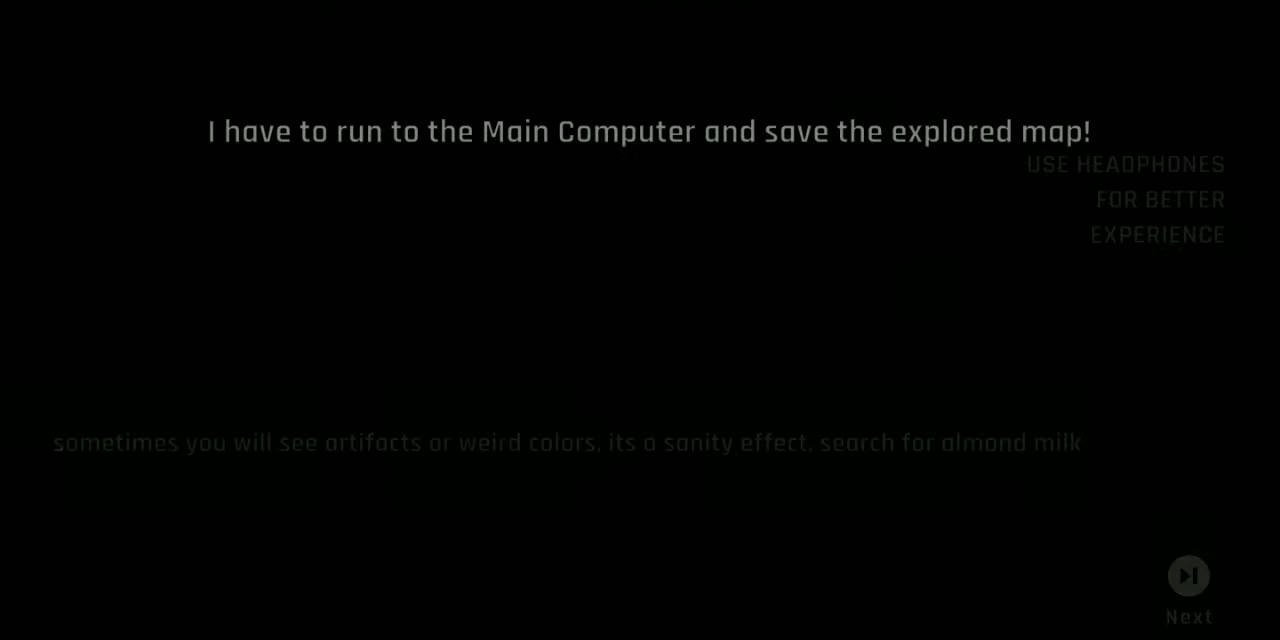 I have to run to the Main Computer and save the explored map!
USE HEADPHONES
FOR BETTER
EXPERIENCE
sometimes you will see artifacts or weird colors, its a sanity effect, search for almond milk
Next